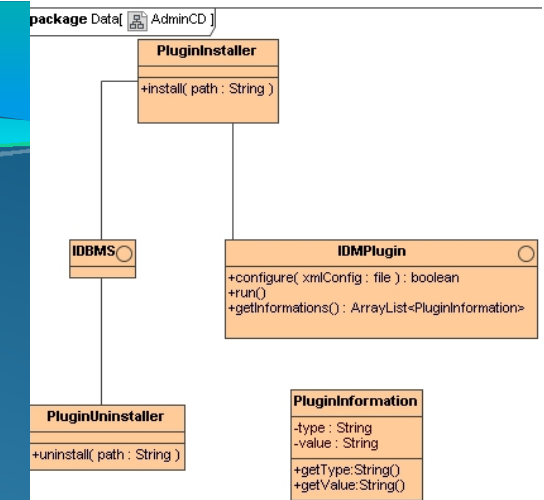 package Data[ AdminCD ]
PluginInstaller
+install( path : String )
IDBMS
IDMPlugin
+configure( xmlConfig : file ) : boolean
+run()
+getInformations() : ArrayList<PluginInformation>
PluginUninstaller
+uninstall( path : String )
PluginInformation
-type : String
-value : String
+getType:String()
+getValue:String()